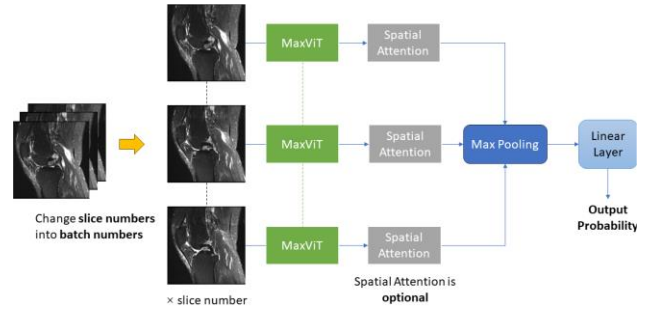 MaxViT
Spatial
Attention
MaxViT
Spatial
Attention
Max Pooling
Linear
Layer
Change slice numbers
into batch numbers
Output
Probability
MaxViT
Spatial
Attention
× slice number
Spatial Attention is
optional